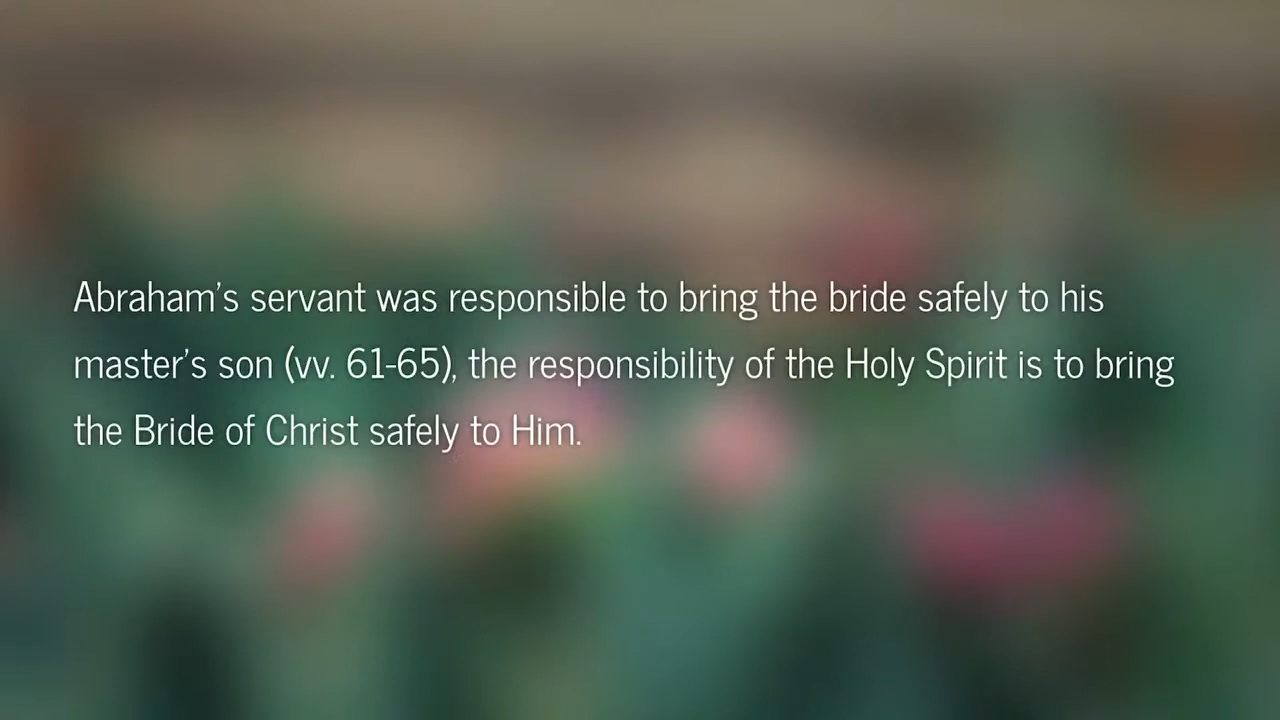 Abraham’s servant was responsible to bring the bride safely to his
master’s son (vv. 61-65), the responsibility of the Holy Spirit is to bring
the Bride of Christ safely to Him.